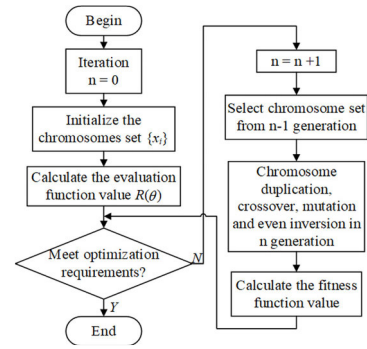 Begin
Iteration
n = 0
Initialize the
chromosomes set {x_i}
Calculate the evaluation
function value R(θ)
Meet optimization
requirements?
N
Y
End
n = n +1
Select chromosome set
from n-1 generation
Chromosome
duplication,
crossover, mutation
and even inversion in
n generation
Calculate the fitness
function value